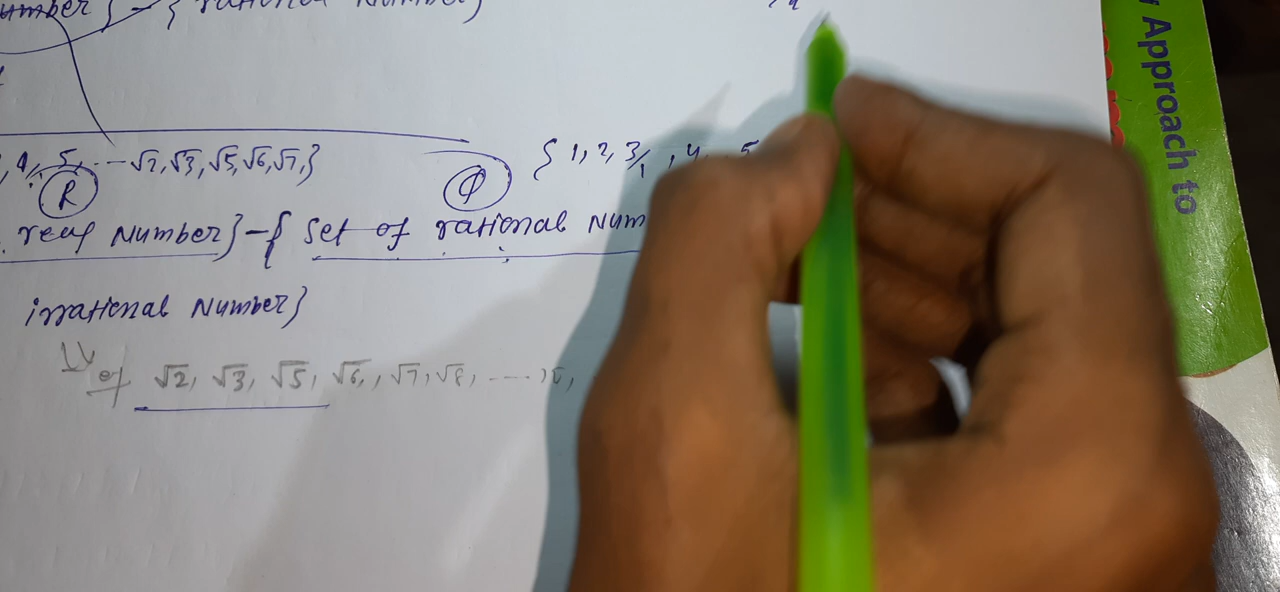 umber} - { rational Number}
, 4, 5, -- √2, √3, √5, √6, √7, } {1, 2, 3/1, 4, 5
R Q
real Number} - { Set of rational Num
irrational Number}
eg √2, √3, √5, √6, √7, √8, ----, π,
Approach to